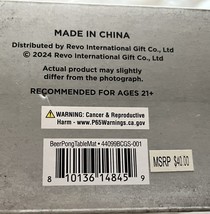 MADE IN CHINA
Distributed by Revo International Gift Co., Ltd
© 2024 Revo International Gift Co., Ltd
Actual product may slightly
differ from the photograph.
RECOMMENDED FOR AGES 21+
WARNING: Cancer & Reproductive
Harm - www.P65Warnings.ca.gov
BeerPongTableMat • 44099BCGS-001
8 10136 14845 9
MSRP $40.00